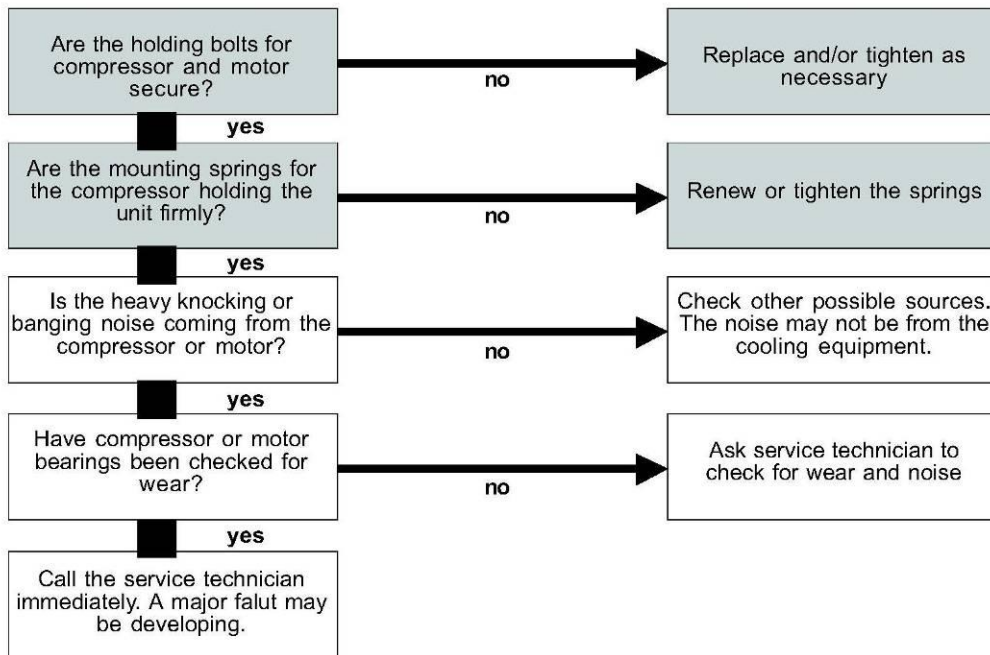 Are the holding bolts for
compressor and motor
secure?
no
Replace and/or tighten as
necessary
yes
Are the mounting springs for
the compressor holding the
unit firmly?
no
Renew or tighten the springs
yes
Is the heavy knocking or
banging noise coming from the
compressor or motor?
no
Check other possible sources.
The noise may not be from the
cooling equipment.
yes
Have compressor or motor
bearings been checked for
wear?
no
Ask service technician to
check for wear and noise
yes
Call the service technician
immediately. A major falut may
be developing.